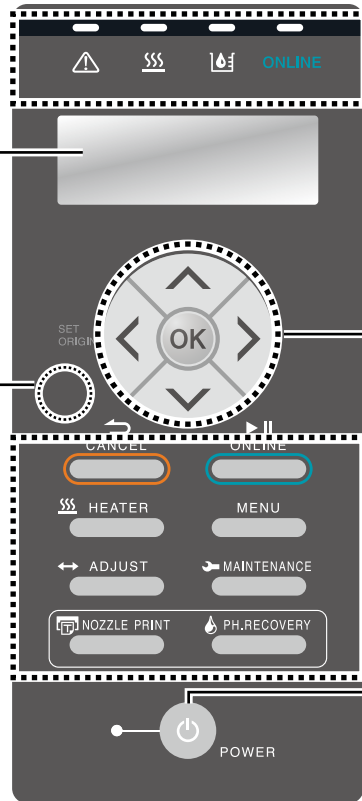 ONLINE
SET
ORIGIN
OK
CANCEL
ONLINE
HEATER
MENU
ADJUST
MAINTENANCE
NOZZLE PRINT
PH.RECOVERY
POWER